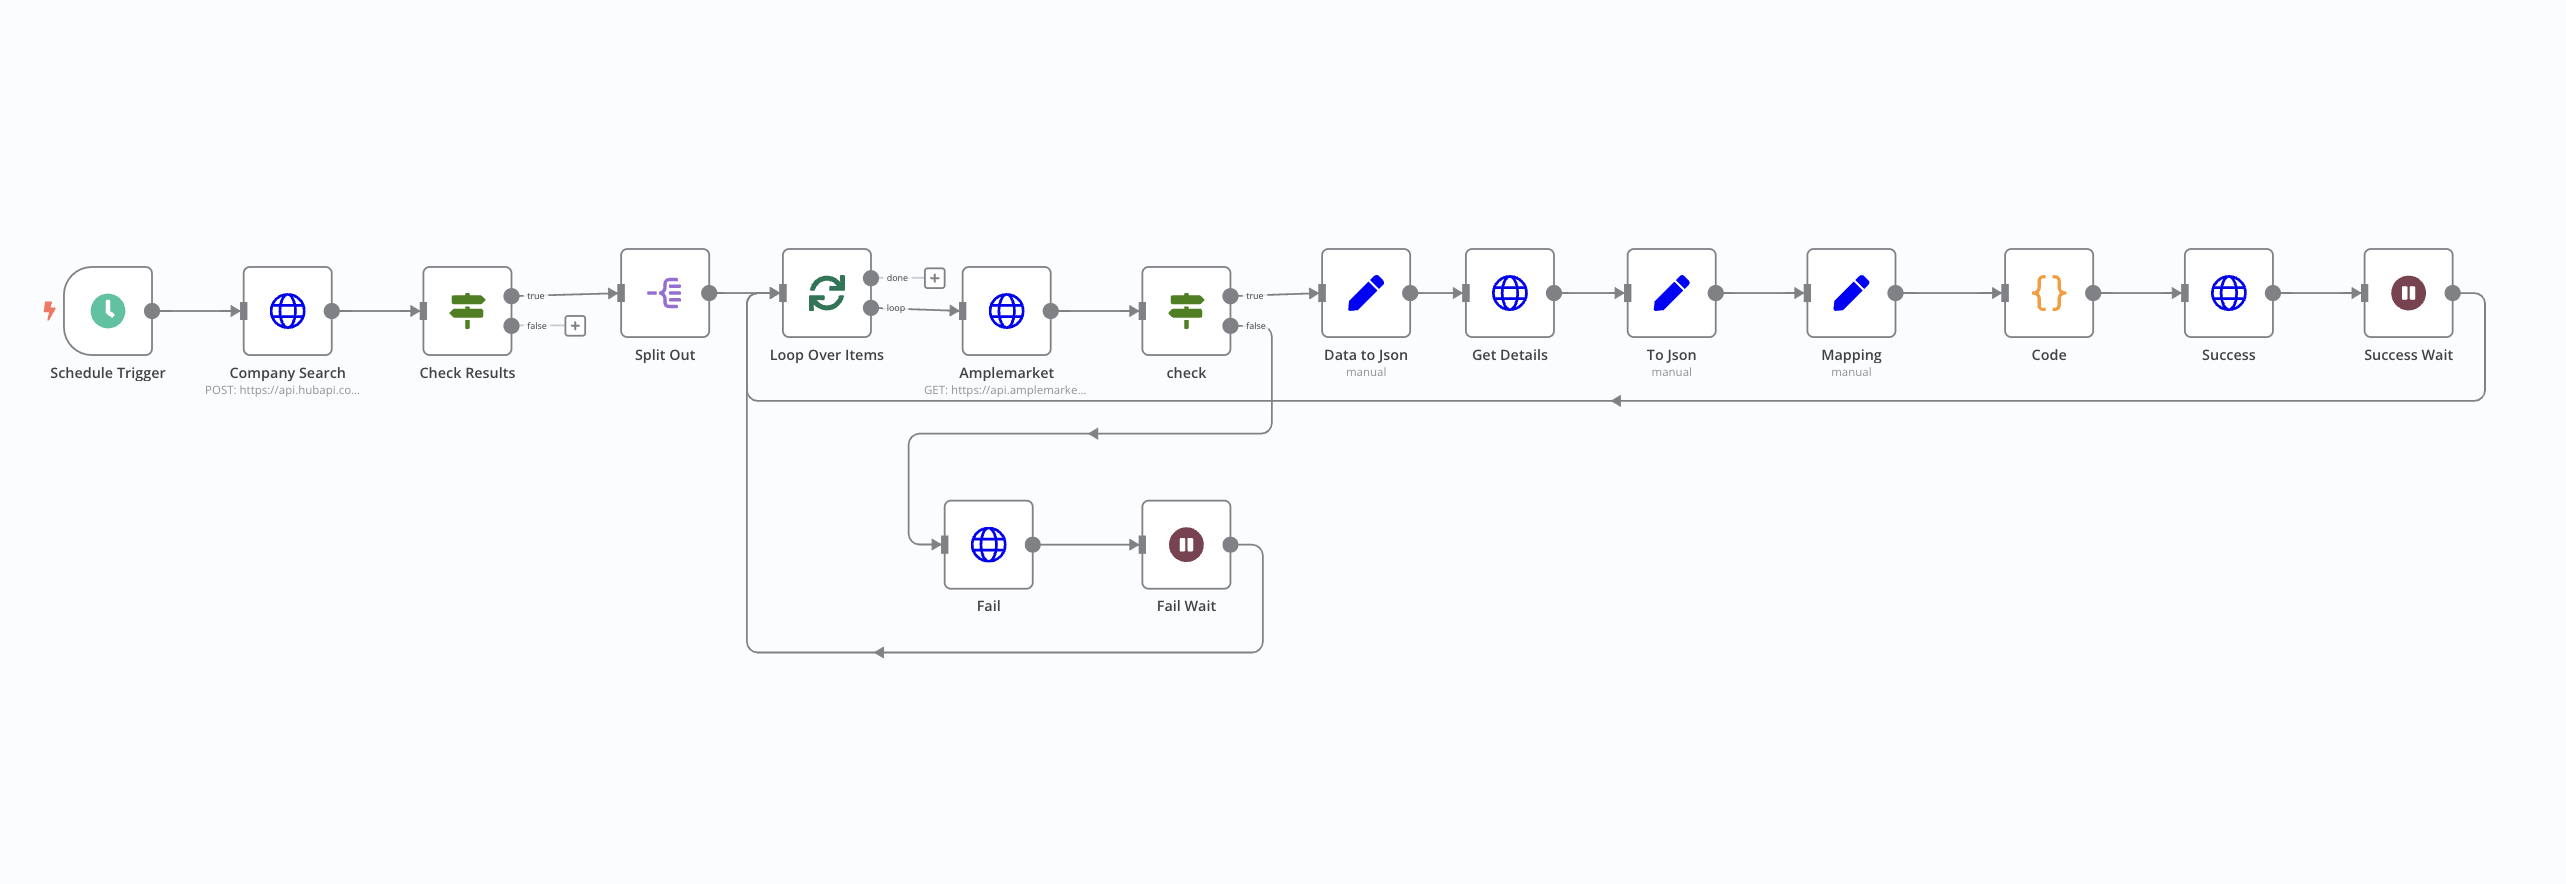 Schedule Trigger
Company Search
POST: https://api.hubapi.co...
Check Results
true
false
Split Out
Loop Over Items
done
loop
Amplemarket
GET: https://api.amplemarke...
check
true
false
Data to Json
manual
Get Details
To Json
manual
Mapping
manual
Code
Success
Success Wait
Fail
Fail Wait